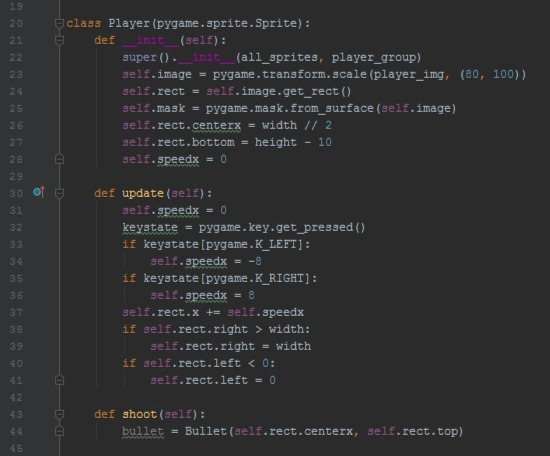 19
20 class Player(pygame.sprite.Sprite):
21     def __init__(self):
22         super().__init__(all_sprites, player_group)
23         self.image = pygame.transform.scale(player_img, (80, 100))
24         self.rect = self.image.get_rect()
25         self.mask = pygame.mask.from_surface(self.image)
26         self.rect.centerx = width // 2
27         self.rect.bottom = height - 10
28         self.speedx = 0
29
30     def update(self):
31         self.speedx = 0
32         keystate = pygame.key.get_pressed()
33         if keystate[pygame.K_LEFT]:
34             self.speedx = -8
35         if keystate[pygame.K_RIGHT]:
36             self.speedx = 8
37         self.rect.x += self.speedx
38         if self.rect.right > width:
39             self.rect.right = width
40         if self.rect.left < 0:
41             self.rect.left = 0
42
43     def shoot(self):
44         bullet = Bullet(self.rect.centerx, self.rect.top)
45